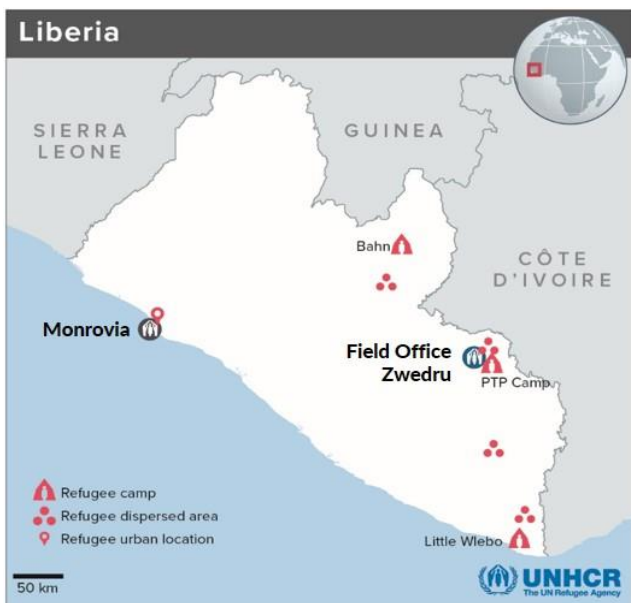 Liberia
SIERRA
LEONE
GUINEA
CÔTE
D'IVOIRE
Bahn
Monrovia
Field Office
Zwedru
PTP Camp
Refugee camp
Refugee dispersed area
Refugee urban location
Little Wlebo
50 km
UNHCR
The UN Refugee Agency